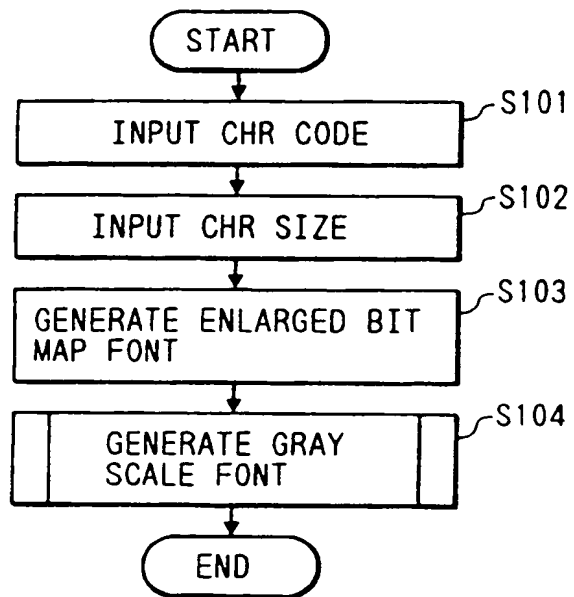 START
S101
INPUT CHR CODE
S102
INPUT CHR SIZE
S103
GENERATE ENLARGED BIT
MAP FONT
S104
GENERATE GRAY
SCALE FONT
END